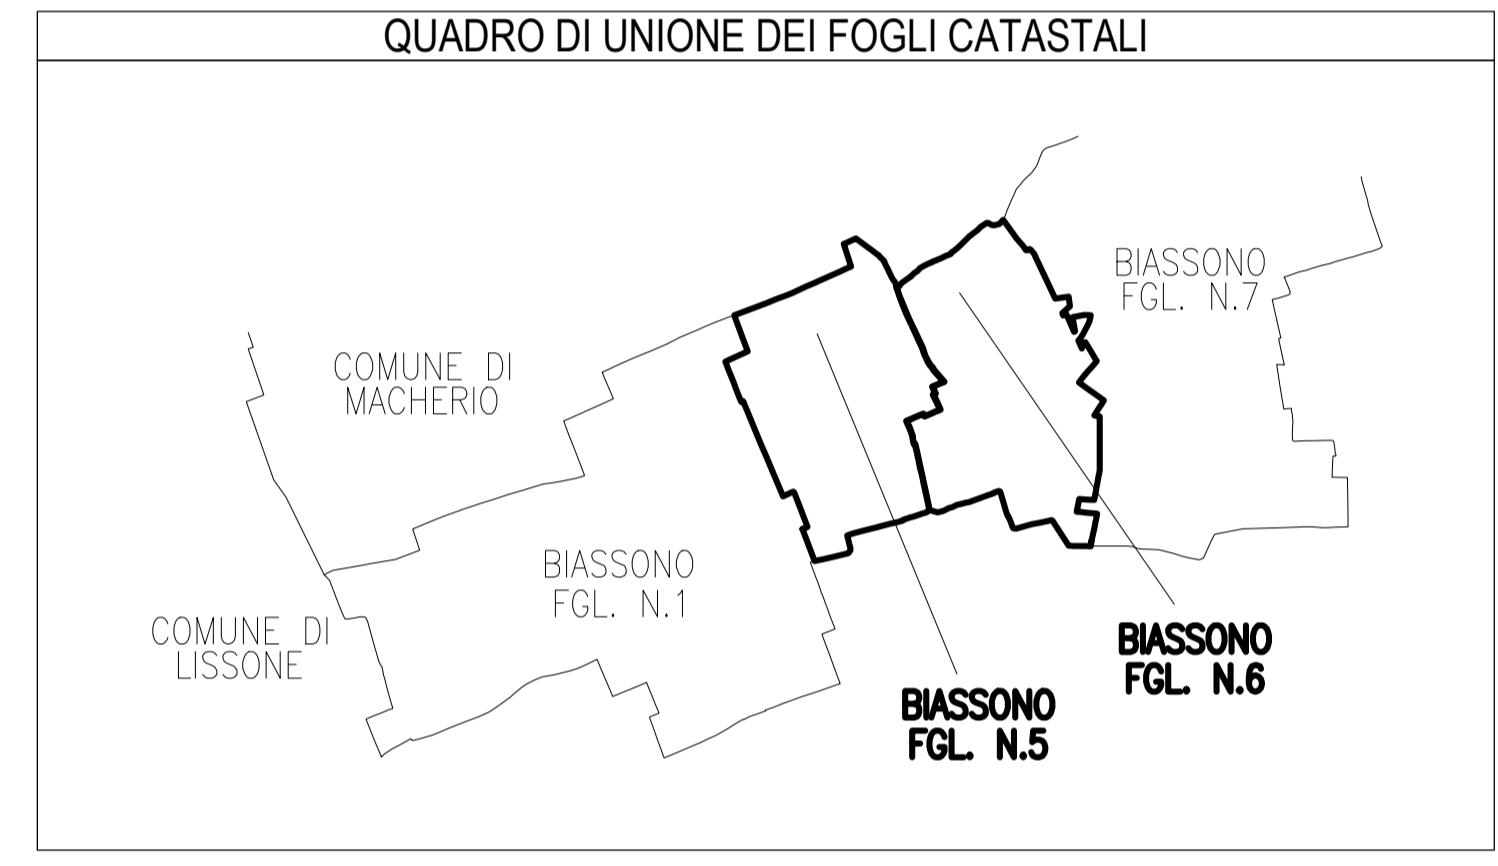 QUADRO DI UNIONE DEI FOGLI CATASTALI
BIASSONO
FGL. N.7
COMUNE DI
MACHERIO
BIASSONO
FGL. N.1
COMUNE DI
LISSONE
BIASSONO
FGL. N.6
BIASSONO
FGL. N.5